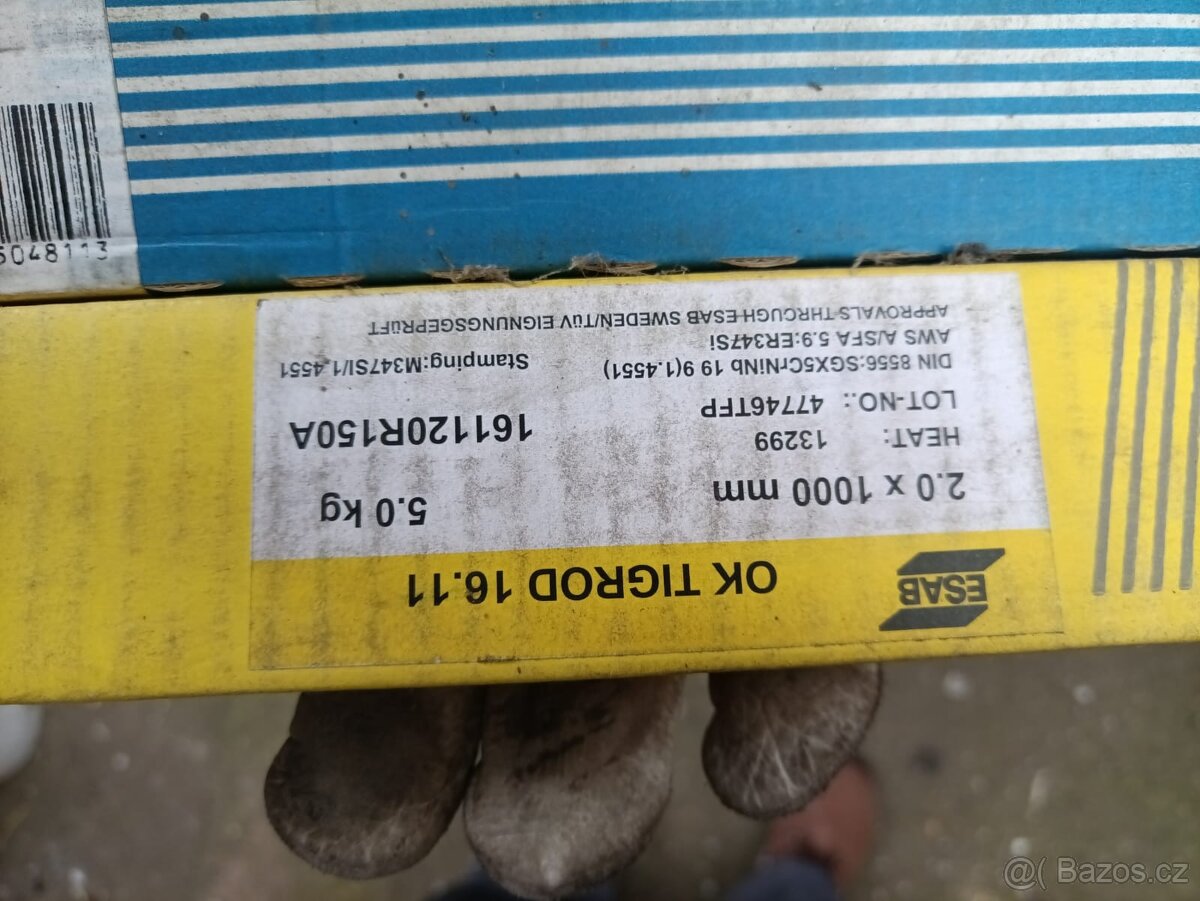 5048113
ESAB OK TIGROD 16.11
2.0 x 1000 mm 5.0 kg
HEAT: 13299
161120R150A
LOT-NO.: 47746TFP
DIN 8556:SGX5CrNiNb 19 9(1.4551) Stamping:M347SI/1.4551
AWS A/SFA 5.9:ER347Si
APPROVALS THROUGH ESAB SWEDEN/TüV EIGNUNGSGEPRüFT
@( Bazos.cz